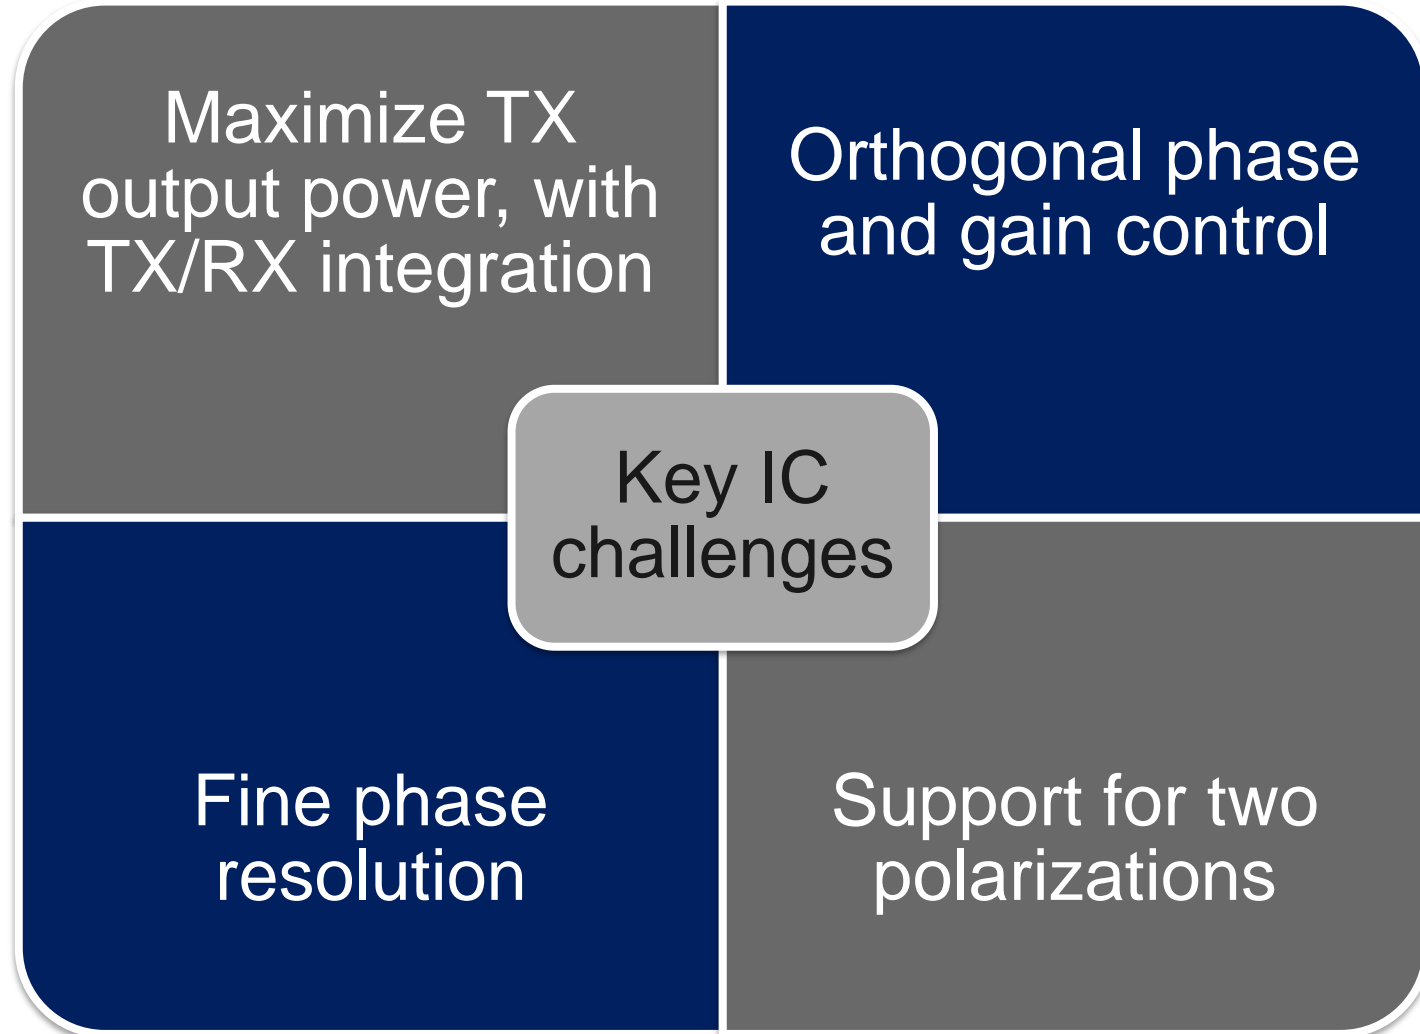 Maximize TX
output power, with
TX/RX integration
Orthogonal phase
and gain control
Key IC
challenges
Fine phase
resolution
Support for two
polarizations